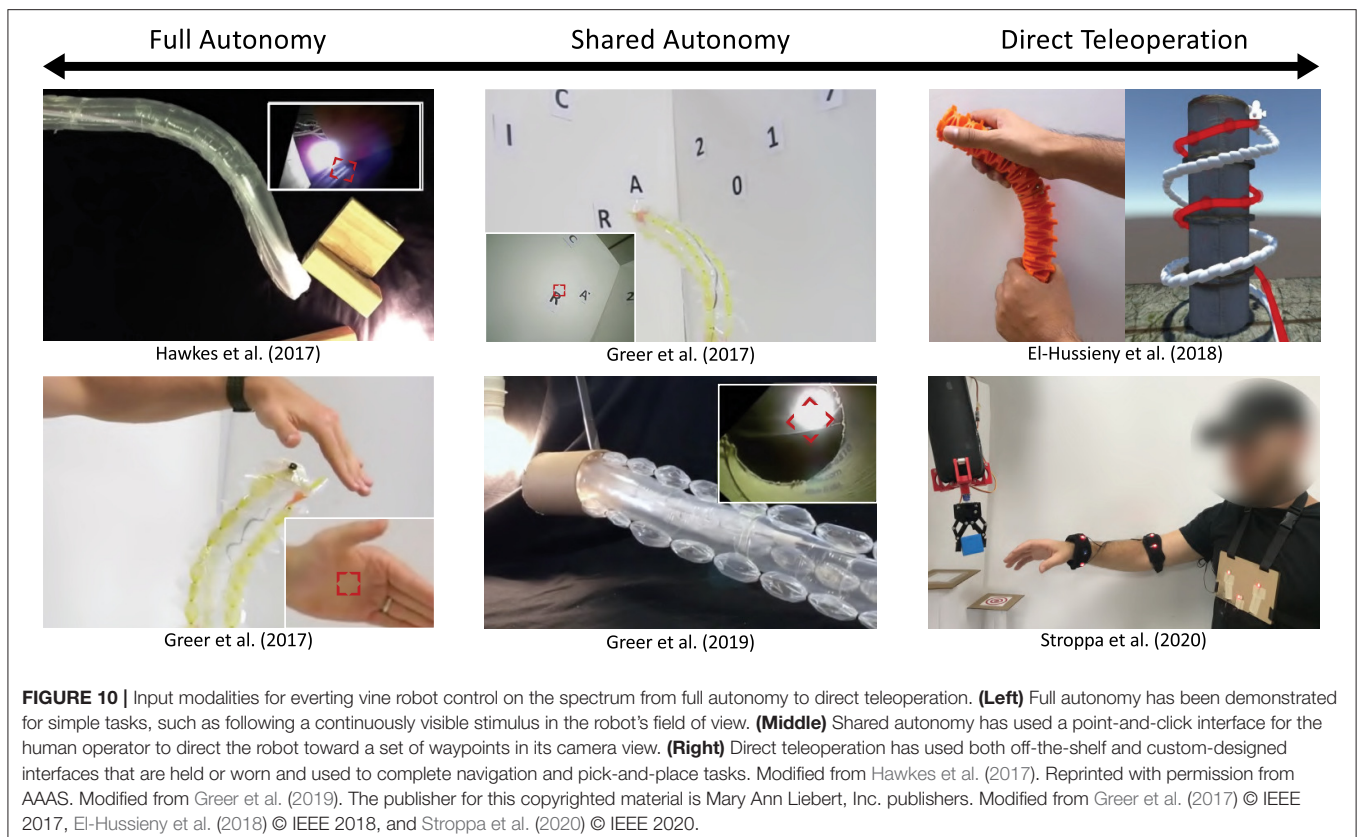 Full Autonomy
Shared Autonomy
Direct Teleoperation
C
I
7
2
1
0
A
R
C
R
A
2
Hawkes et al. (2017)
Greer et al. (2017)
El-Hussieny et al. (2018)
Greer et al. (2017)
Greer et al. (2019)
Stroppa et al. (2020)
FIGURE 10 | Input modalities for everting vine robot control on the spectrum from full autonomy to direct teleoperation. (Left) Full autonomy has been demonstrated
for simple tasks, such as following a continuously visible stimulus in the robot's field of view. (Middle) Shared autonomy has used a point-and-click interface for the
human operator to direct the robot toward a set of waypoints in its camera view. (Right) Direct teleoperation has used both off-the-shelf and custom-designed
interfaces that are held or worn and used to complete navigation and pick-and-place tasks. Modified from Hawkes et al. (2017). Reprinted with permission from
AAAS. Modified from Greer et al. (2019). The publisher for this copyrighted material is Mary Ann Liebert, Inc. publishers. Modified from Greer et al. (2017) © IEEE
2017, El-Hussieny et al. (2018) © IEEE 2018, and Stroppa et al. (2020) © IEEE 2020.